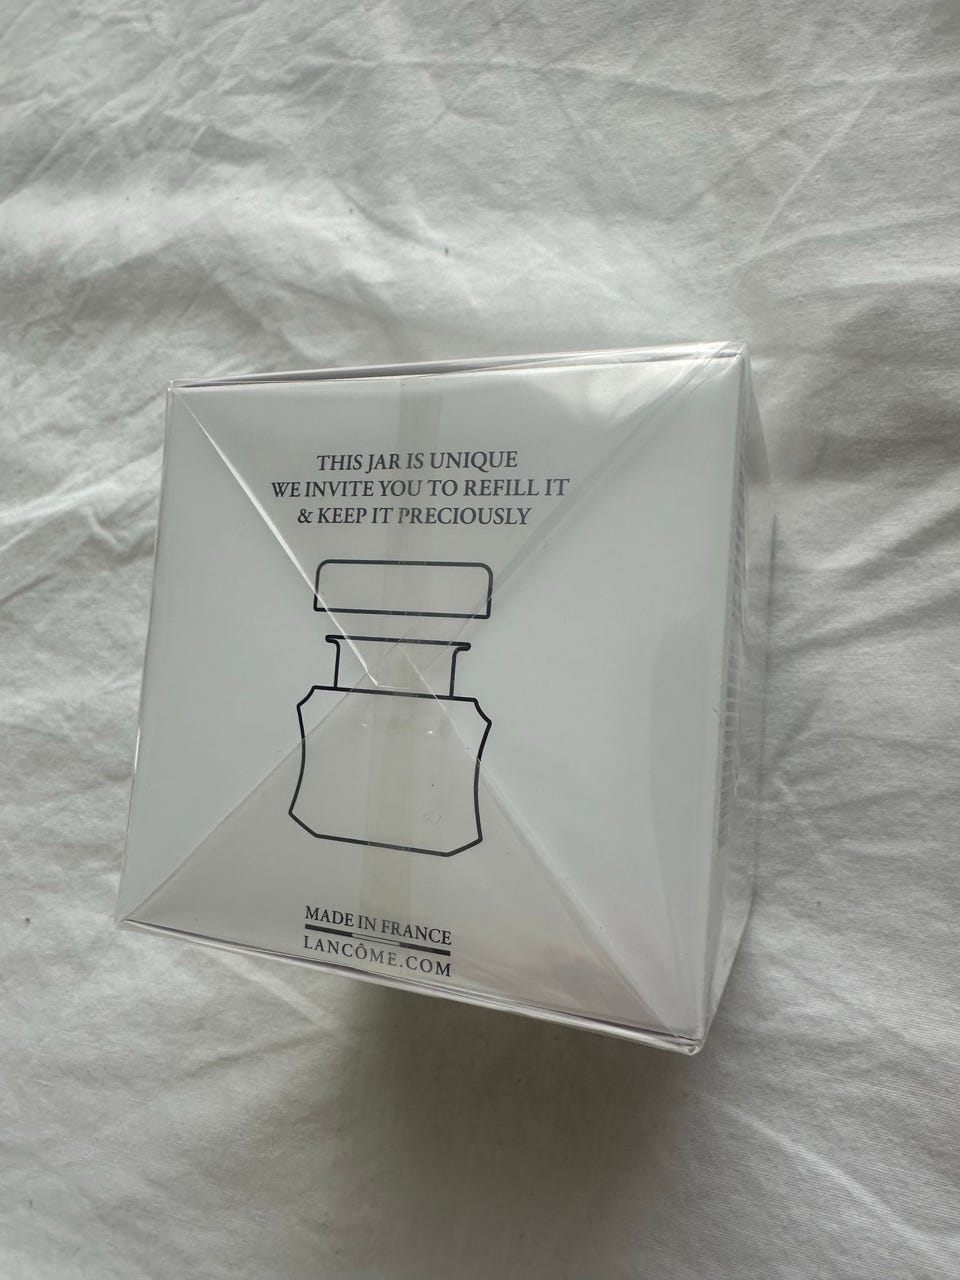 THIS JAR IS UNIQUE
WE INVITE YOU TO REFILL IT
& KEEP IT PRECIOUSLY
MADE IN FRANCE
LANCÔME.COM